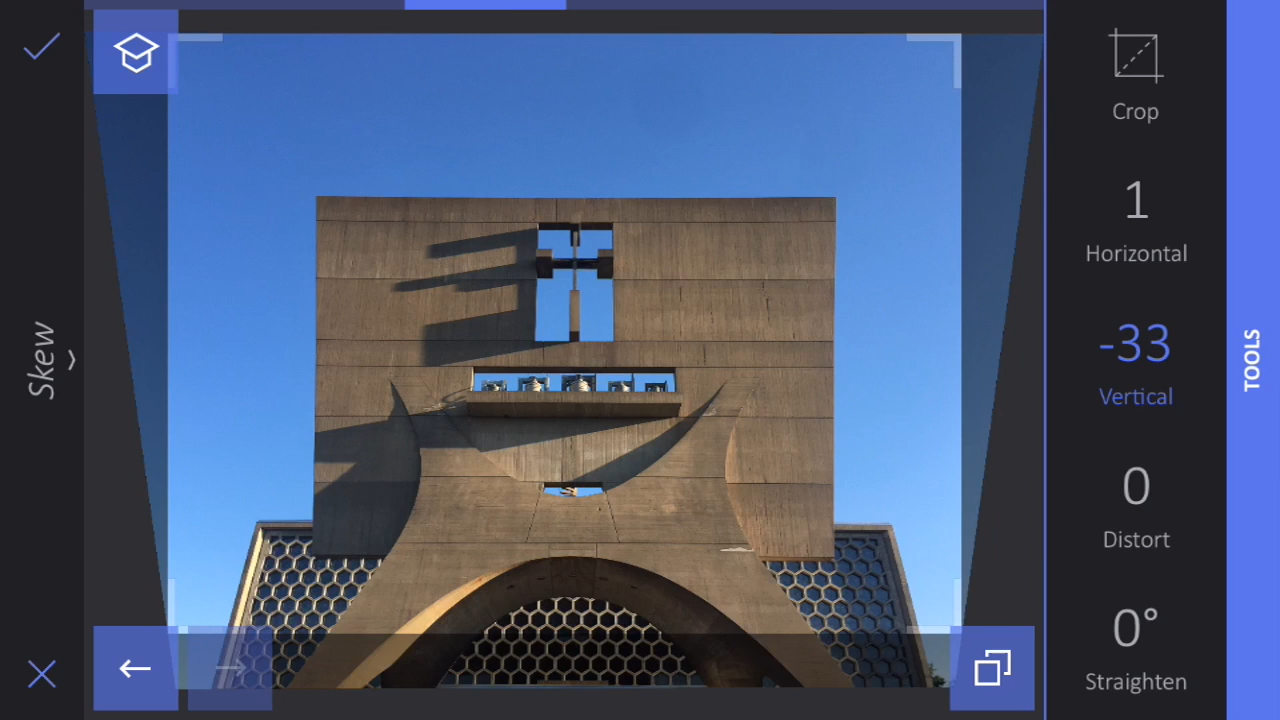 Skew
Crop
1
Horizontal
-33
Vertical
0
Distort
0°
Straighten
TOOLS